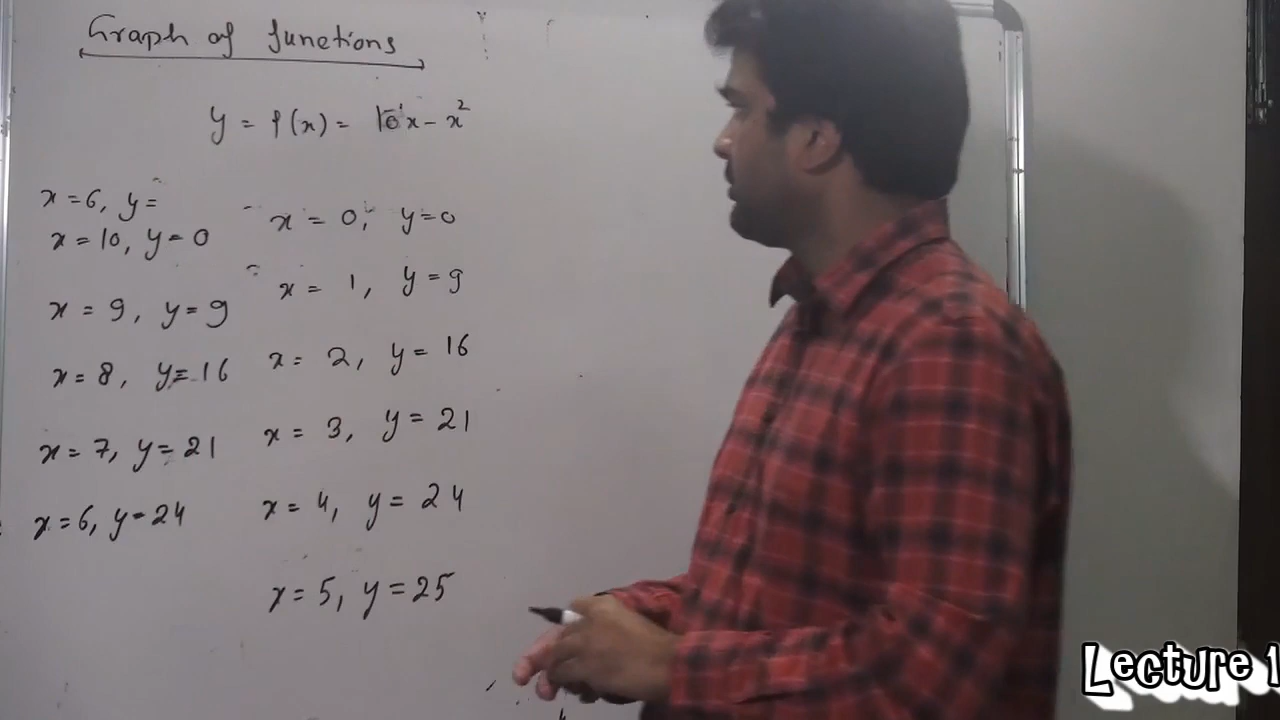 Graph of functions
y = f(x) = 10x - x²
x = 6, y =
x = 10, y = 0
x = 9, y = 9
x = 8, y = 16
x = 7, y = 21
x = 6, y = 24
x = 0, y = 0
x = 1, y = 9
x = 2, y = 16
x = 3, y = 21
x = 4, y = 24
x = 5, y = 25
Lecture 1